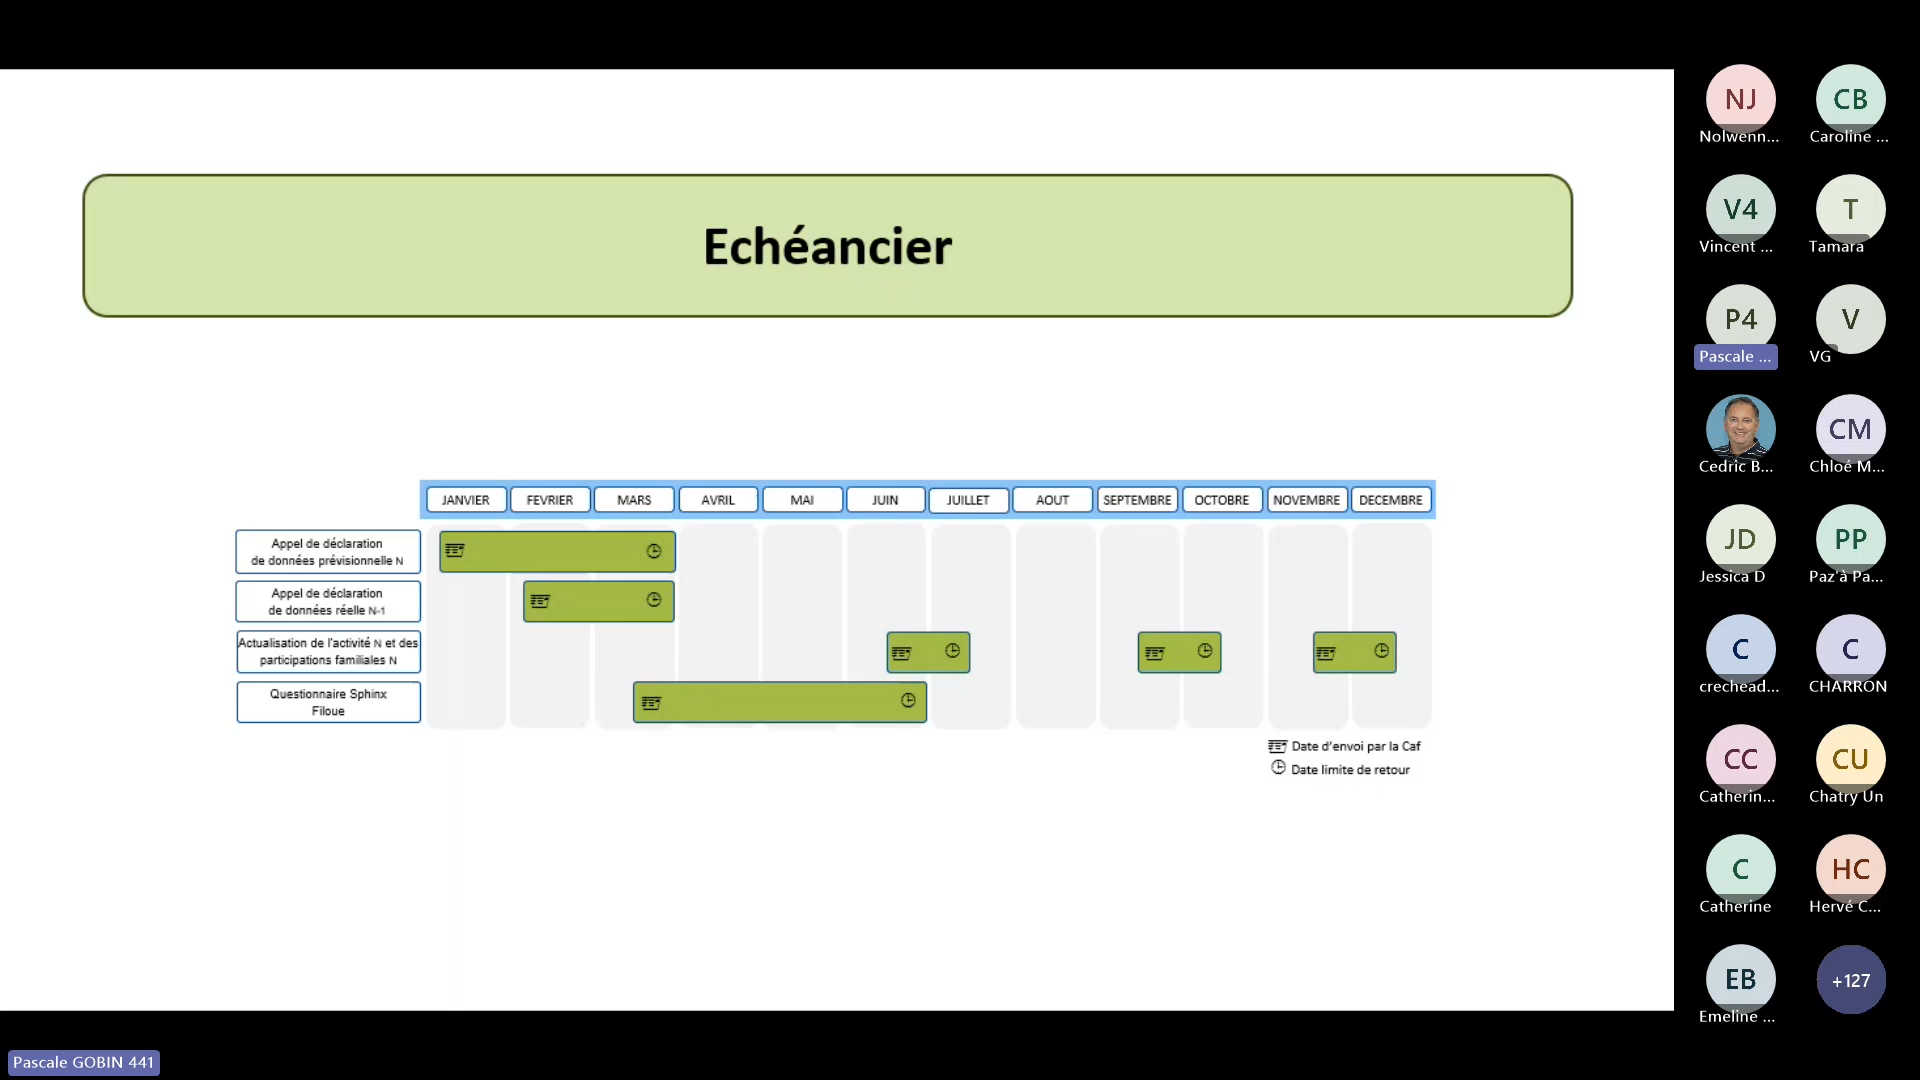 Echéancier
JANVIER FEVRIER MARS AVRIL MAI JUIN JUILLET AOUT SEPTEMBRE OCTOBRE NOVEMBRE DECEMBRE
Appel de déclaration
de données prévisionnelle N
Appel de déclaration
de données réelle N-1
Actualisation de l'activité N et des
participations familiales N
Questionnaire Sphinx
Filoue
Date d'envoi par la Caf
Date limite de retour
NJ CB
Nolwenn... Caroline ...
V4 T
Vincent ... Tamara
P4 V
Pascale ... VG
CM
Cedric B... Chloé M...
JD PP
Jessica D Paz'à Pa...
C C
crechead... CHARRON
CC CU
Catherin... Chatry Un
C HC
Catherine Hervé C...
EB +127
Emeline ...
Pascale GOBIN 441